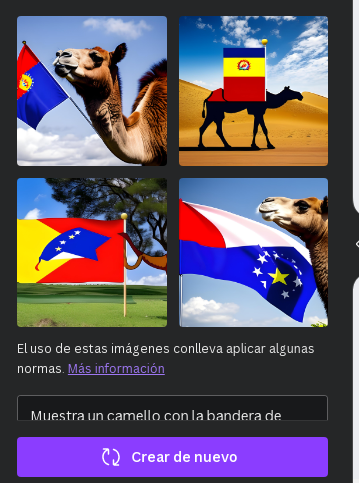 El uso de estas imágenes conlleva aplicar algunas
normas. Más información
Muestra un camello con la bandera de
Crear de nuevo